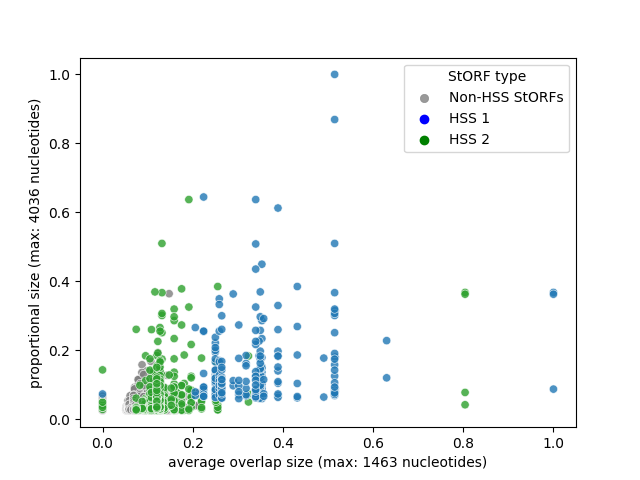 1.0
0.8
0.6
0.4
0.2
0.0
proportional size (max: 4036 nucleotides)
StORF type
Non-HSS StORFs
HSS 1
HSS 2
0.0 0.2 0.4 0.6 0.8 1.0
average overlap size (max: 1463 nucleotides)